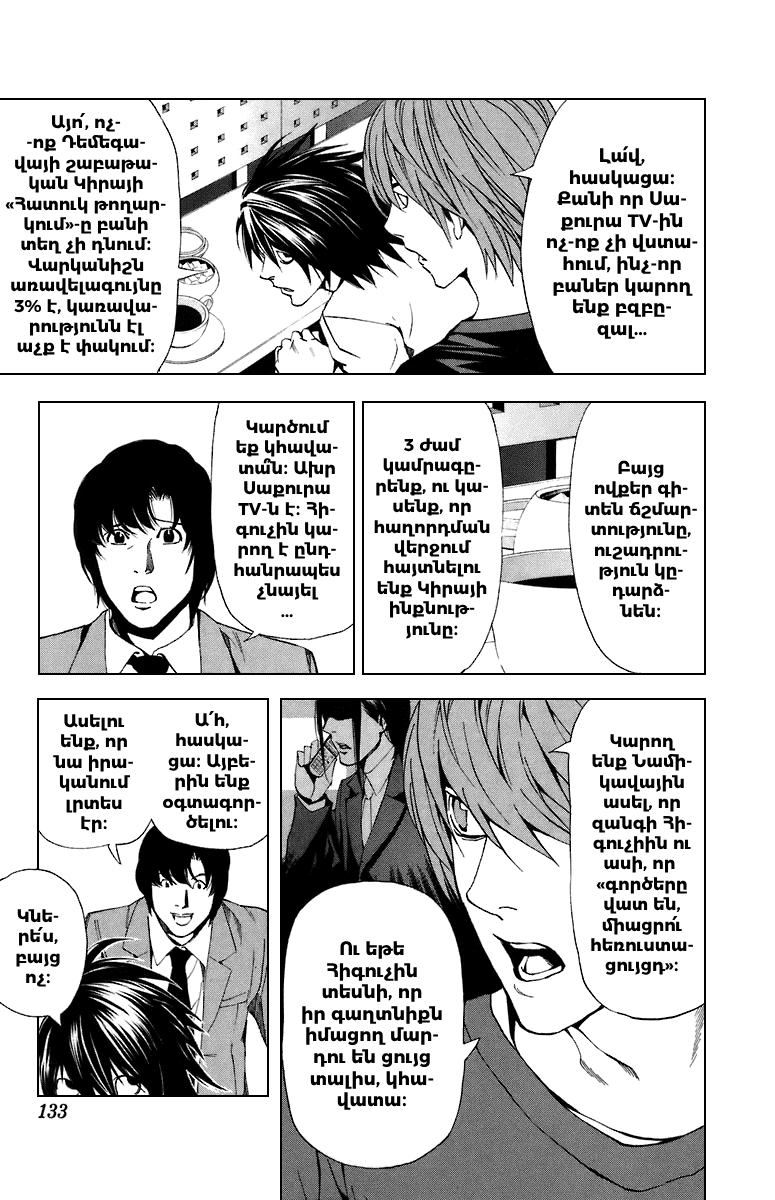 Լա՛վ,
հասկացա։
Քանի որ Սա-
քուրա TV-ին
ոչ-ոք չի վստա-
հում, ինչ-որ
բաներ կարող
ենք բզբը-
զալ...
Այո՛, ոչ-
-ոք Դեմեգա-
վայի շաբաթա-
կան Կիրայի
«Հատուկ թողար-
կում»-ը բանի
տեղ չի դնում։
Վարկանիշն
առավելագույնը
3% է, կառավա-
րությունն էլ
աչք է փակում։
Բայց
ովքեր գի-
տեն ճշմար-
տությունը,
ուշադրու-
թյուն կը-
դարձ-
նեն։
3 ժամ
կամրագը-
րենք, ու կա-
սենք, որ
հաղորդման
վերջում
հայտնելու
ենք Կիրայի
ինքնութ-
յունը։
Կարծում
եք կհավա-
տա՞ն։ Ախր
Սաքուրա
TV-ն է։ Հի-
գուչին կա-
րող է ընդ-
հանրապես
չնայել
...
Կարող
ենք Նամի-
կավային
ասել, որ
զանգի Հի-
գուչիին ու
ասի, որ
«գործերը
վատ են,
միացրո՛ւ
հեռուստա-
ցույցդ»։
Ու եթե
Հիգուչին
տեսնի, որ
իր գաղտնիքն
իմացող մար-
դու են ցույց
տալիս, կհա-
վատա։
Ա՛հ,
հասկա-
ցա։ Այբե-
րին ենք
օգտագոր-
ծելու։
Ասելու
ենք, որ
նա իրա-
կանում
լրտես
էր։
Կնե-
րե՛ս,
բայց
ոչ։
133